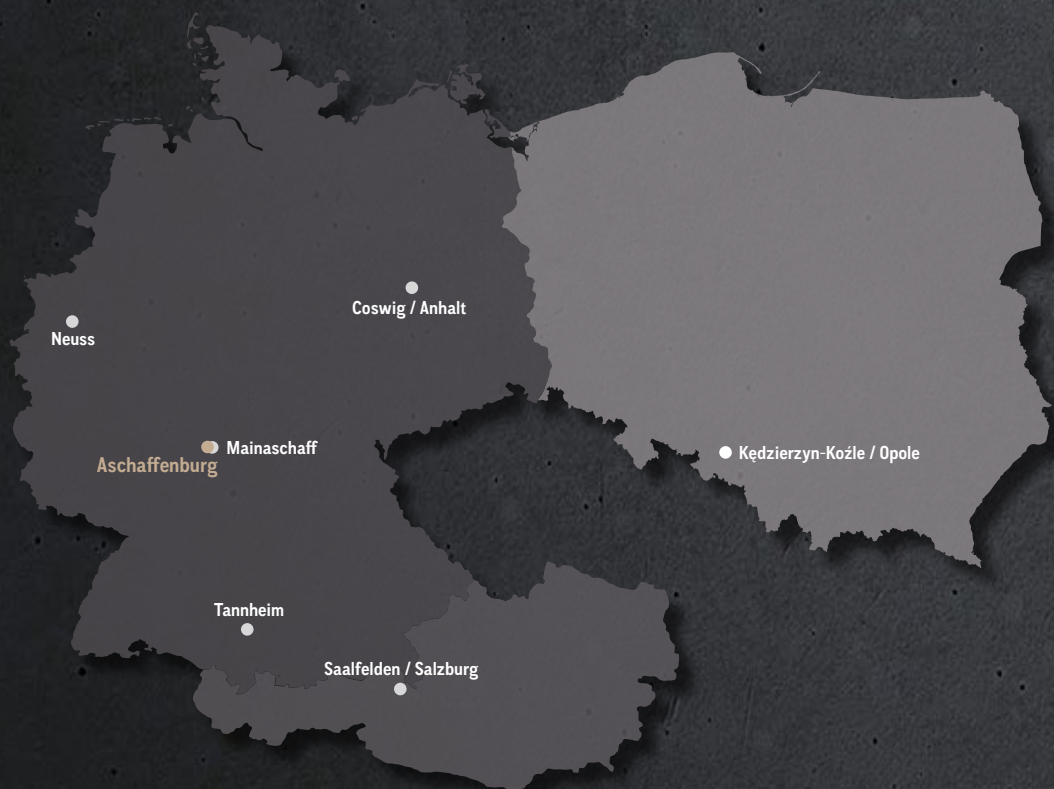 Coswig / Anhalt
Neuss
Mainaschaff
Aschaffenburg
Kędzierzyn-Koźle / Opole
Tannheim
Saalfelden / Salzburg